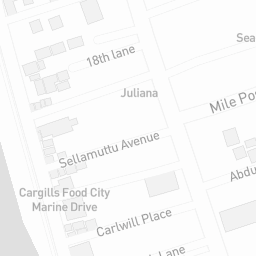 18th lane
Sea
Juliana
Mile Po
Sellamuttu Avenue
Abdu
Cargills Food City
Marine Drive
Carlwill Place
Lane